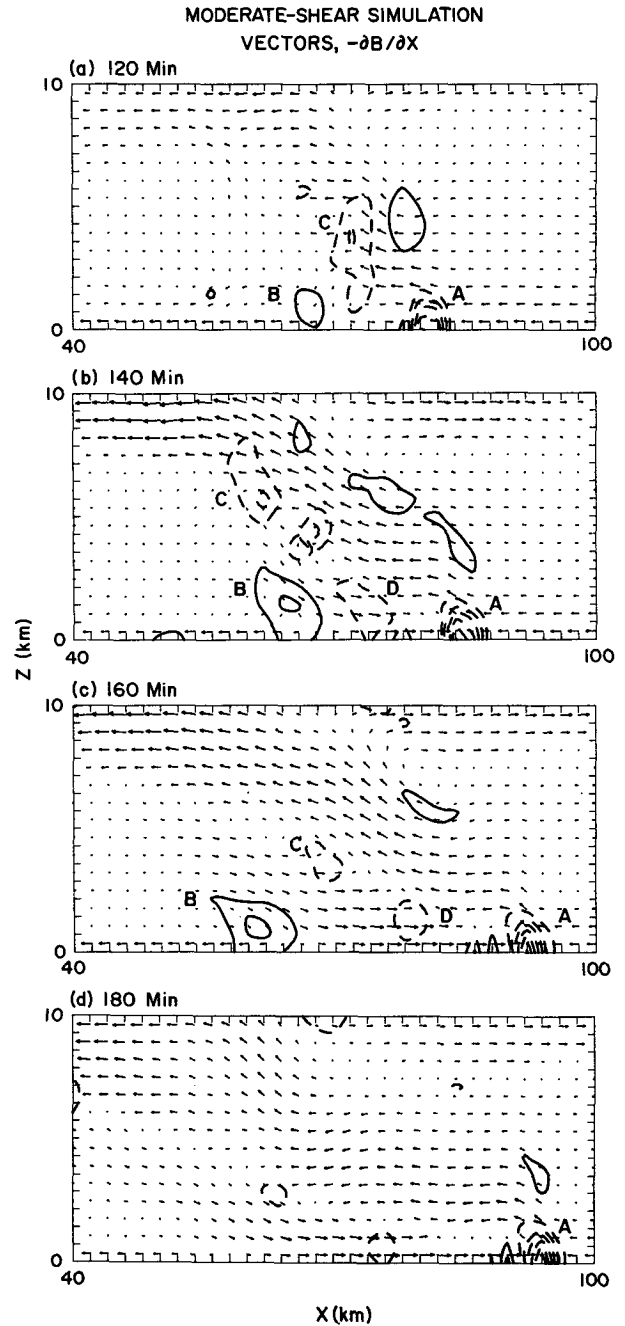 MODERATE-SHEAR SIMULATION
VECTORS, -∂B/∂X
(a) 120 Min
10
C
B
A
0
40
100
(b) 140 Min
10
C
B
D
A
0
40
100
Z (km)
(c) 160 Min
10
C
B
D
A
0
40
100
(d) 180 Min
10
A
0
40
100
X (km)